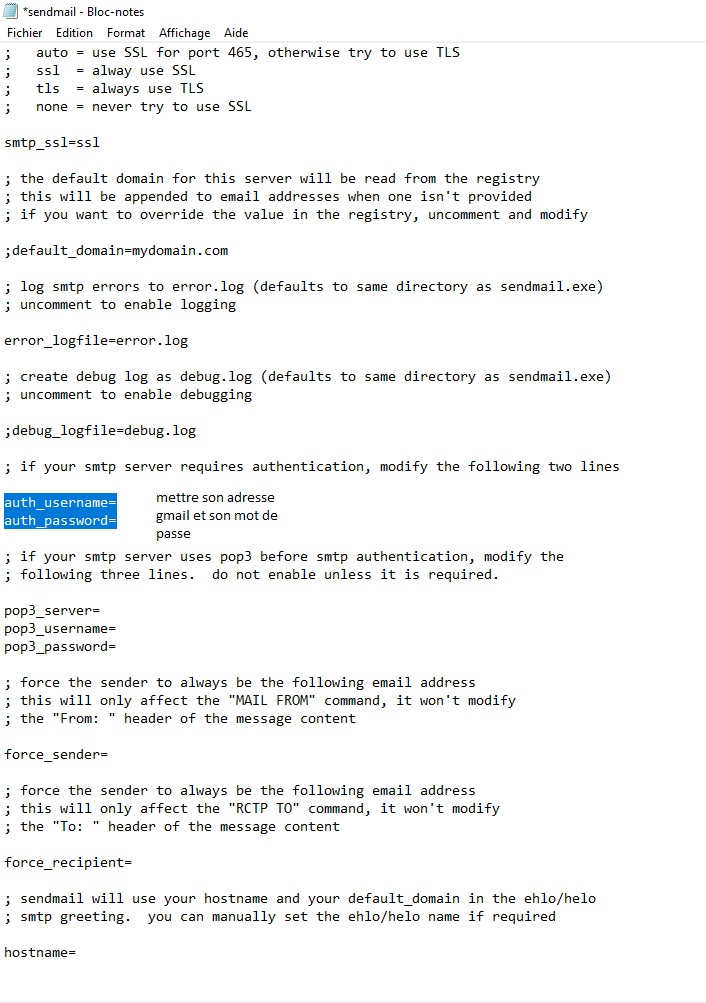 *sendmail - Bloc-notes
Fichier Edition Format Affichage Aide
;   auto = use SSL for port 465, otherwise try to use TLS
;   ssl  = alway use SSL
;   tls  = always use TLS
;   none = never try to use SSL
smtp_ssl=ssl
; the default domain for this server will be read from the registry
; this will be appended to email addresses when one isn't provided
; if you want to override the value in the registry, uncomment and modify
;default_domain=mydomain.com
; log smtp errors to error.log (defaults to same directory as sendmail.exe)
; uncomment to enable logging
error_logfile=error.log
; create debug log as debug.log (defaults to same directory as sendmail.exe)
; uncomment to enable debugging
;debug_logfile=debug.log
; if your smtp server requires authentication, modify the following two lines
auth_username=
auth_password=
mettre son adresse
gmail et son mot de
passe
; if your smtp server uses pop3 before smtp authentication, modify the
; following three lines.  do not enable unless it is required.
pop3_server=
pop3_username=
pop3_password=
; force the sender to always be the following email address
; this will only affect the "MAIL FROM" command, it won't modify
; the "From: " header of the message content
force_sender=
; force the sender to always be the following email address
; this will only affect the "RCTP TO" command, it won't modify
; the "To: " header of the message content
force_recipient=
; sendmail will use your hostname and your default_domain in the ehlo/helo
; smtp greeting.  you can manually set the ehlo/helo name if required
hostname=